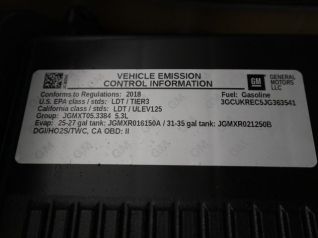 VEHICLE EMISSION
CONTROL INFORMATION
GM
GENERAL MOTORS LLC
Conforms to Regulations: 2018
Fuel: Gasoline
U.S. EPA class / stds: LDT / TIER3
3GCUKREC5JG363541
California class / stds: LDT / ULEV125
Group: JGMXT05.3384 5.3L
Evap: 25-27 gal tank: JGMXR016150A / 31-35 gal tank: JGMXR021250B
DGI/HO2S/TWC, CA OBD: II